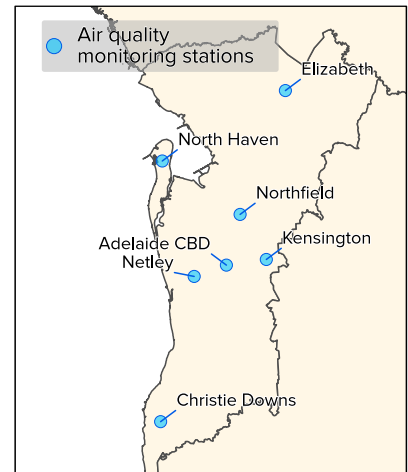 Air quality
monitoring stations
Elizabeth
North Haven
Northfield
Adelaide CBD
Kensington
Netley
Christie Downs